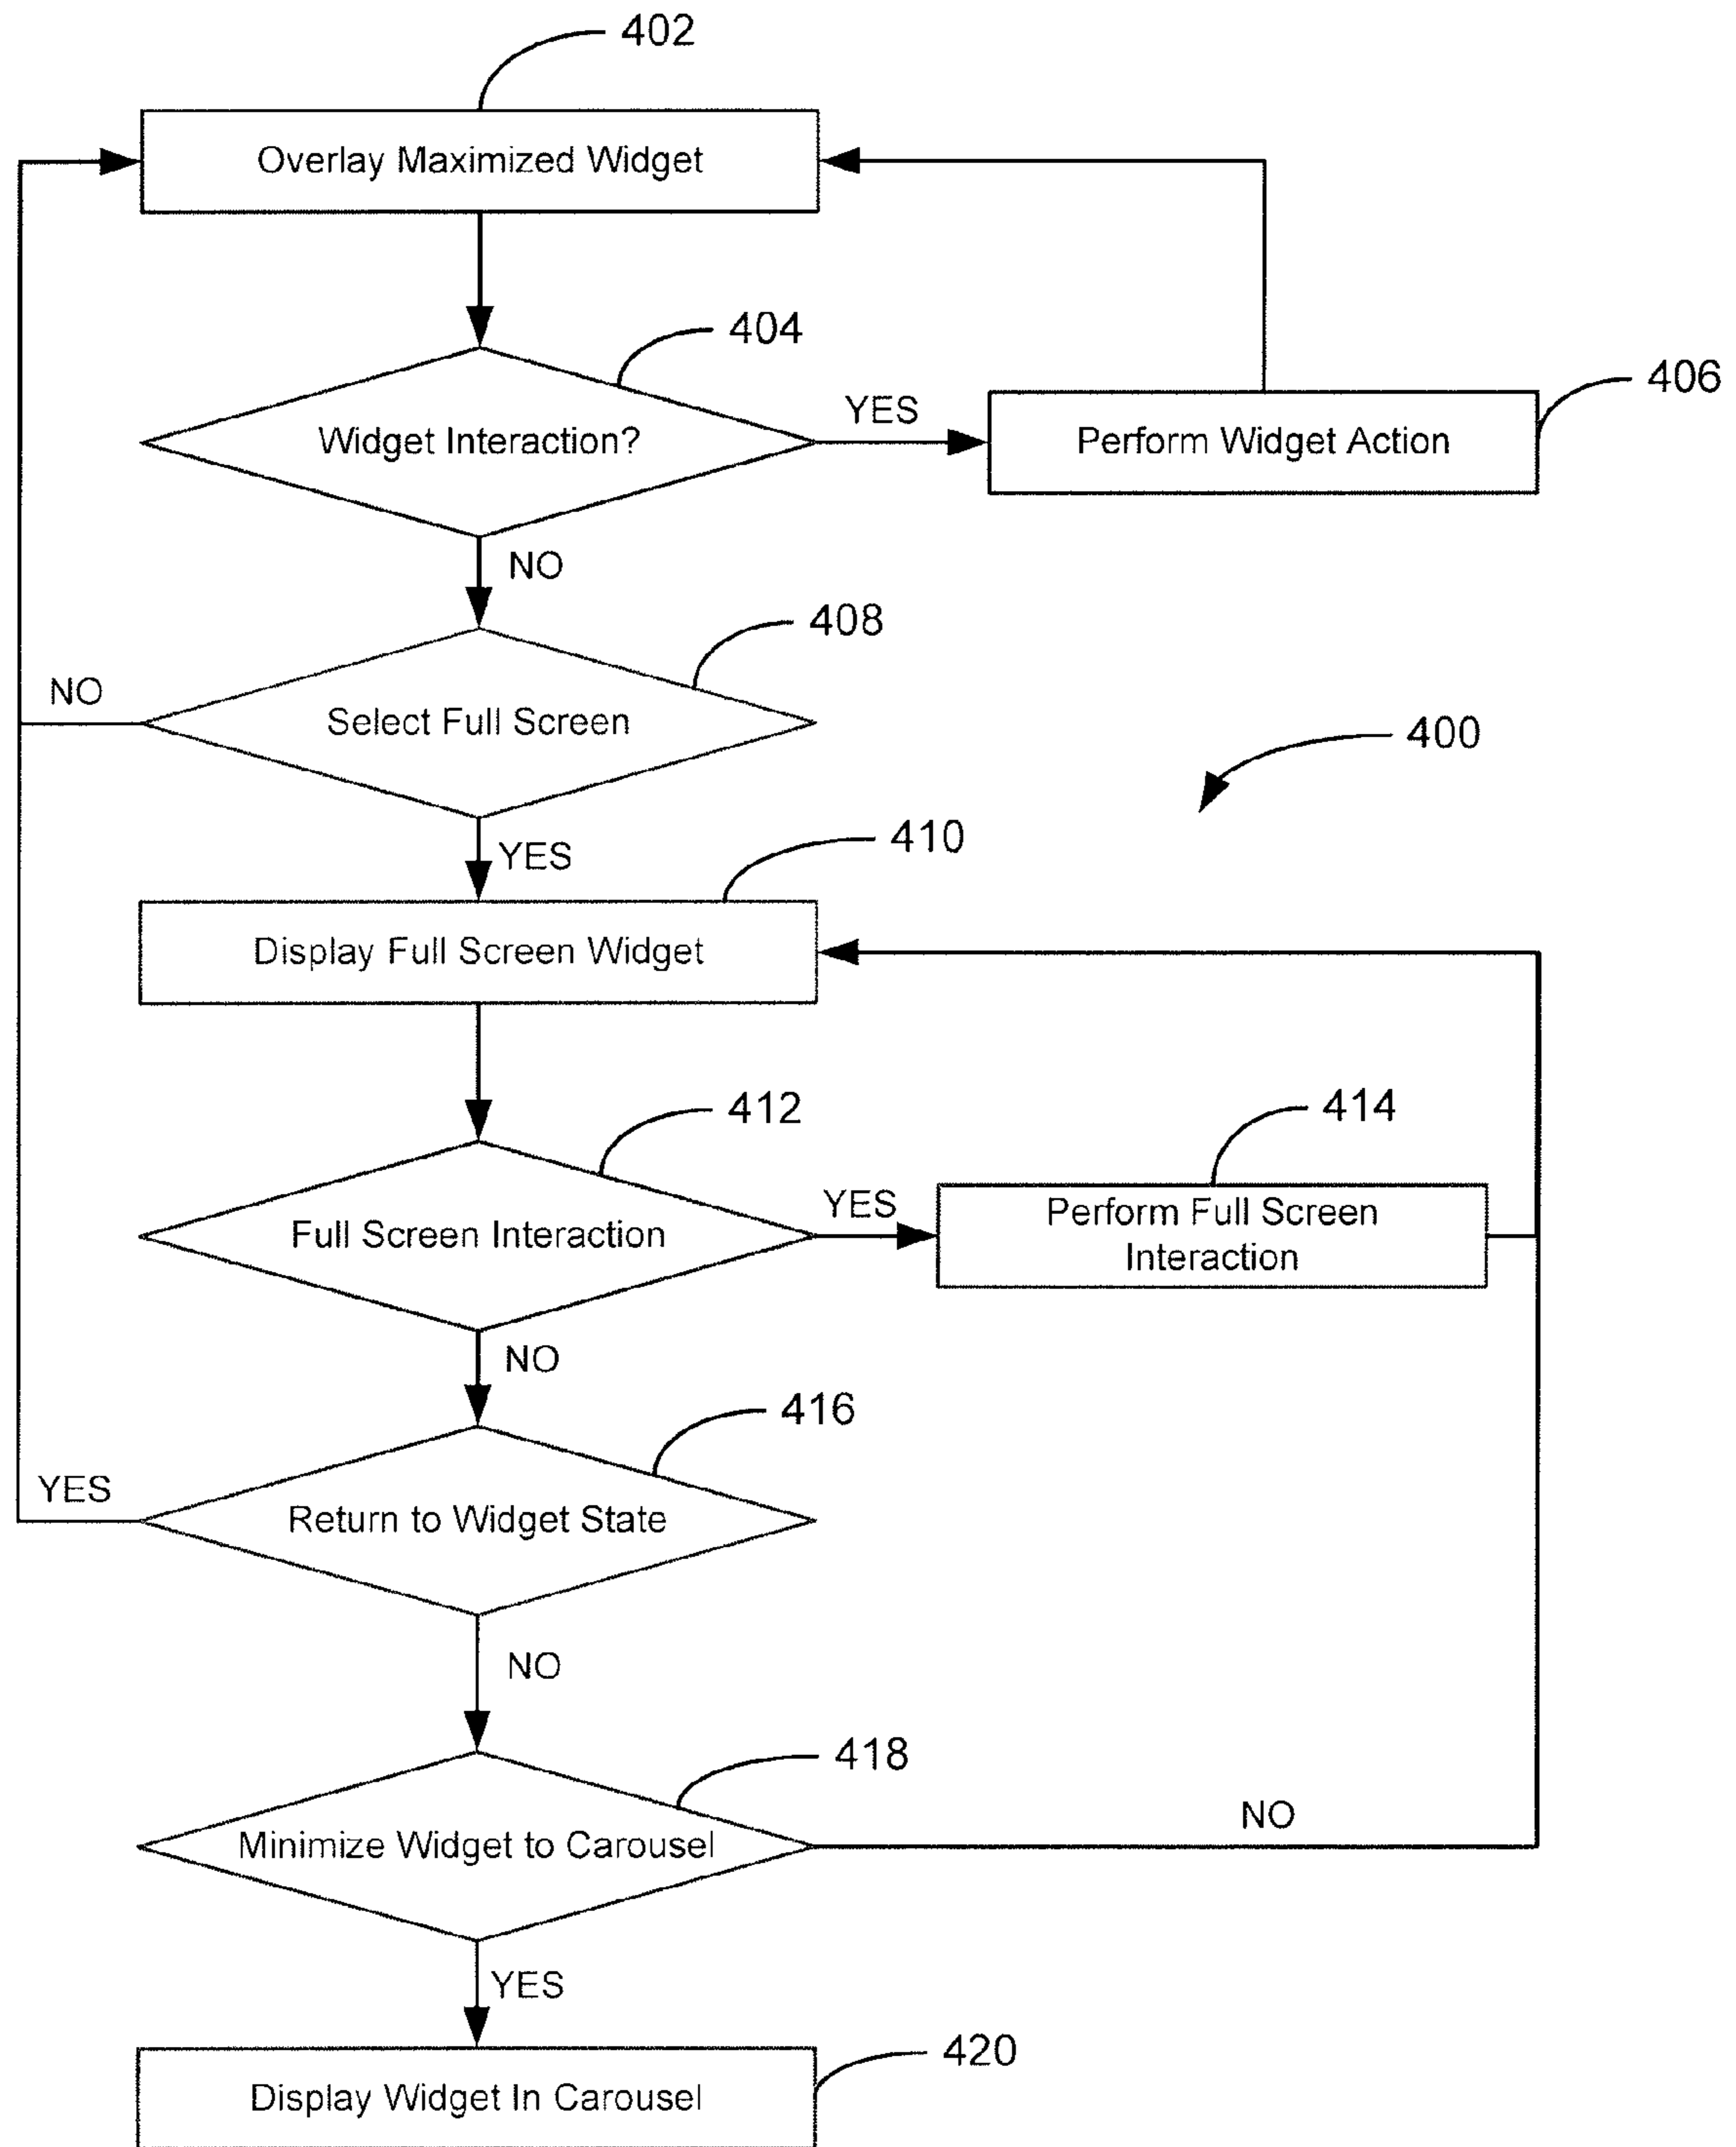 402
Overlay Maximized Widget
404
Widget Interaction?
YES
Perform Widget Action
406
NO
408
NO
Select Full Screen
400
YES
410
Display Full Screen Widget
412
Full Screen Interaction
YES
414
Perform Full Screen
Interaction
NO
416
YES
Return to Widget State
NO
418
Minimize Widget to Carousel
NO
YES
420
Display Widget In Carousel